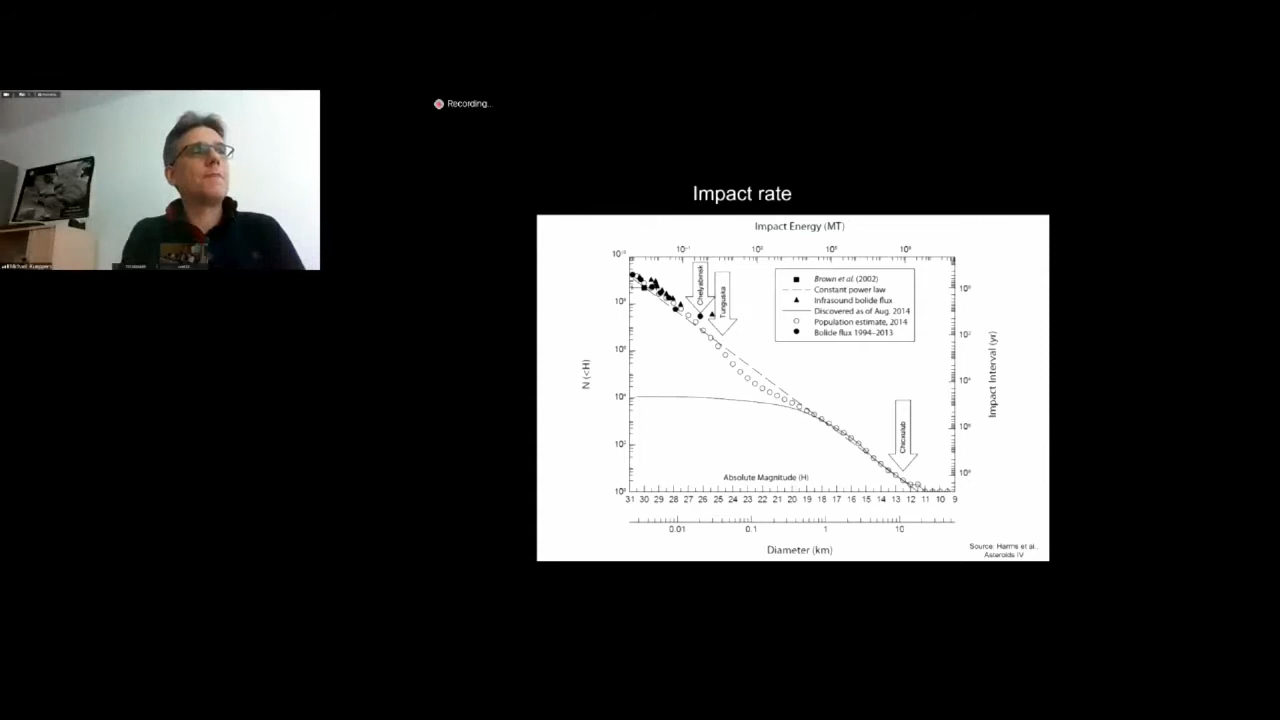 Recording...
Michael Kueppers
Impact rate
Impact Energy (MT)
Brown et al. (2002)
Constant power law
Infrasound bolide flux
Discovered as of Aug. 2014
Population estimate, 2014
Bolide flux 1994–2013
Chelyabinsk
Tunguska
Chicxulub
N (<H)
Impact Interval (yr)
Absolute Magnitude (H)
31 30 29 28 27 26 25 24 23 22 21 20 19 18 17 16 15 14 13 12 11 10 9
0.01 0.1 1 10
Diameter (km)
Source: Harris et al.,
Asteroids IV